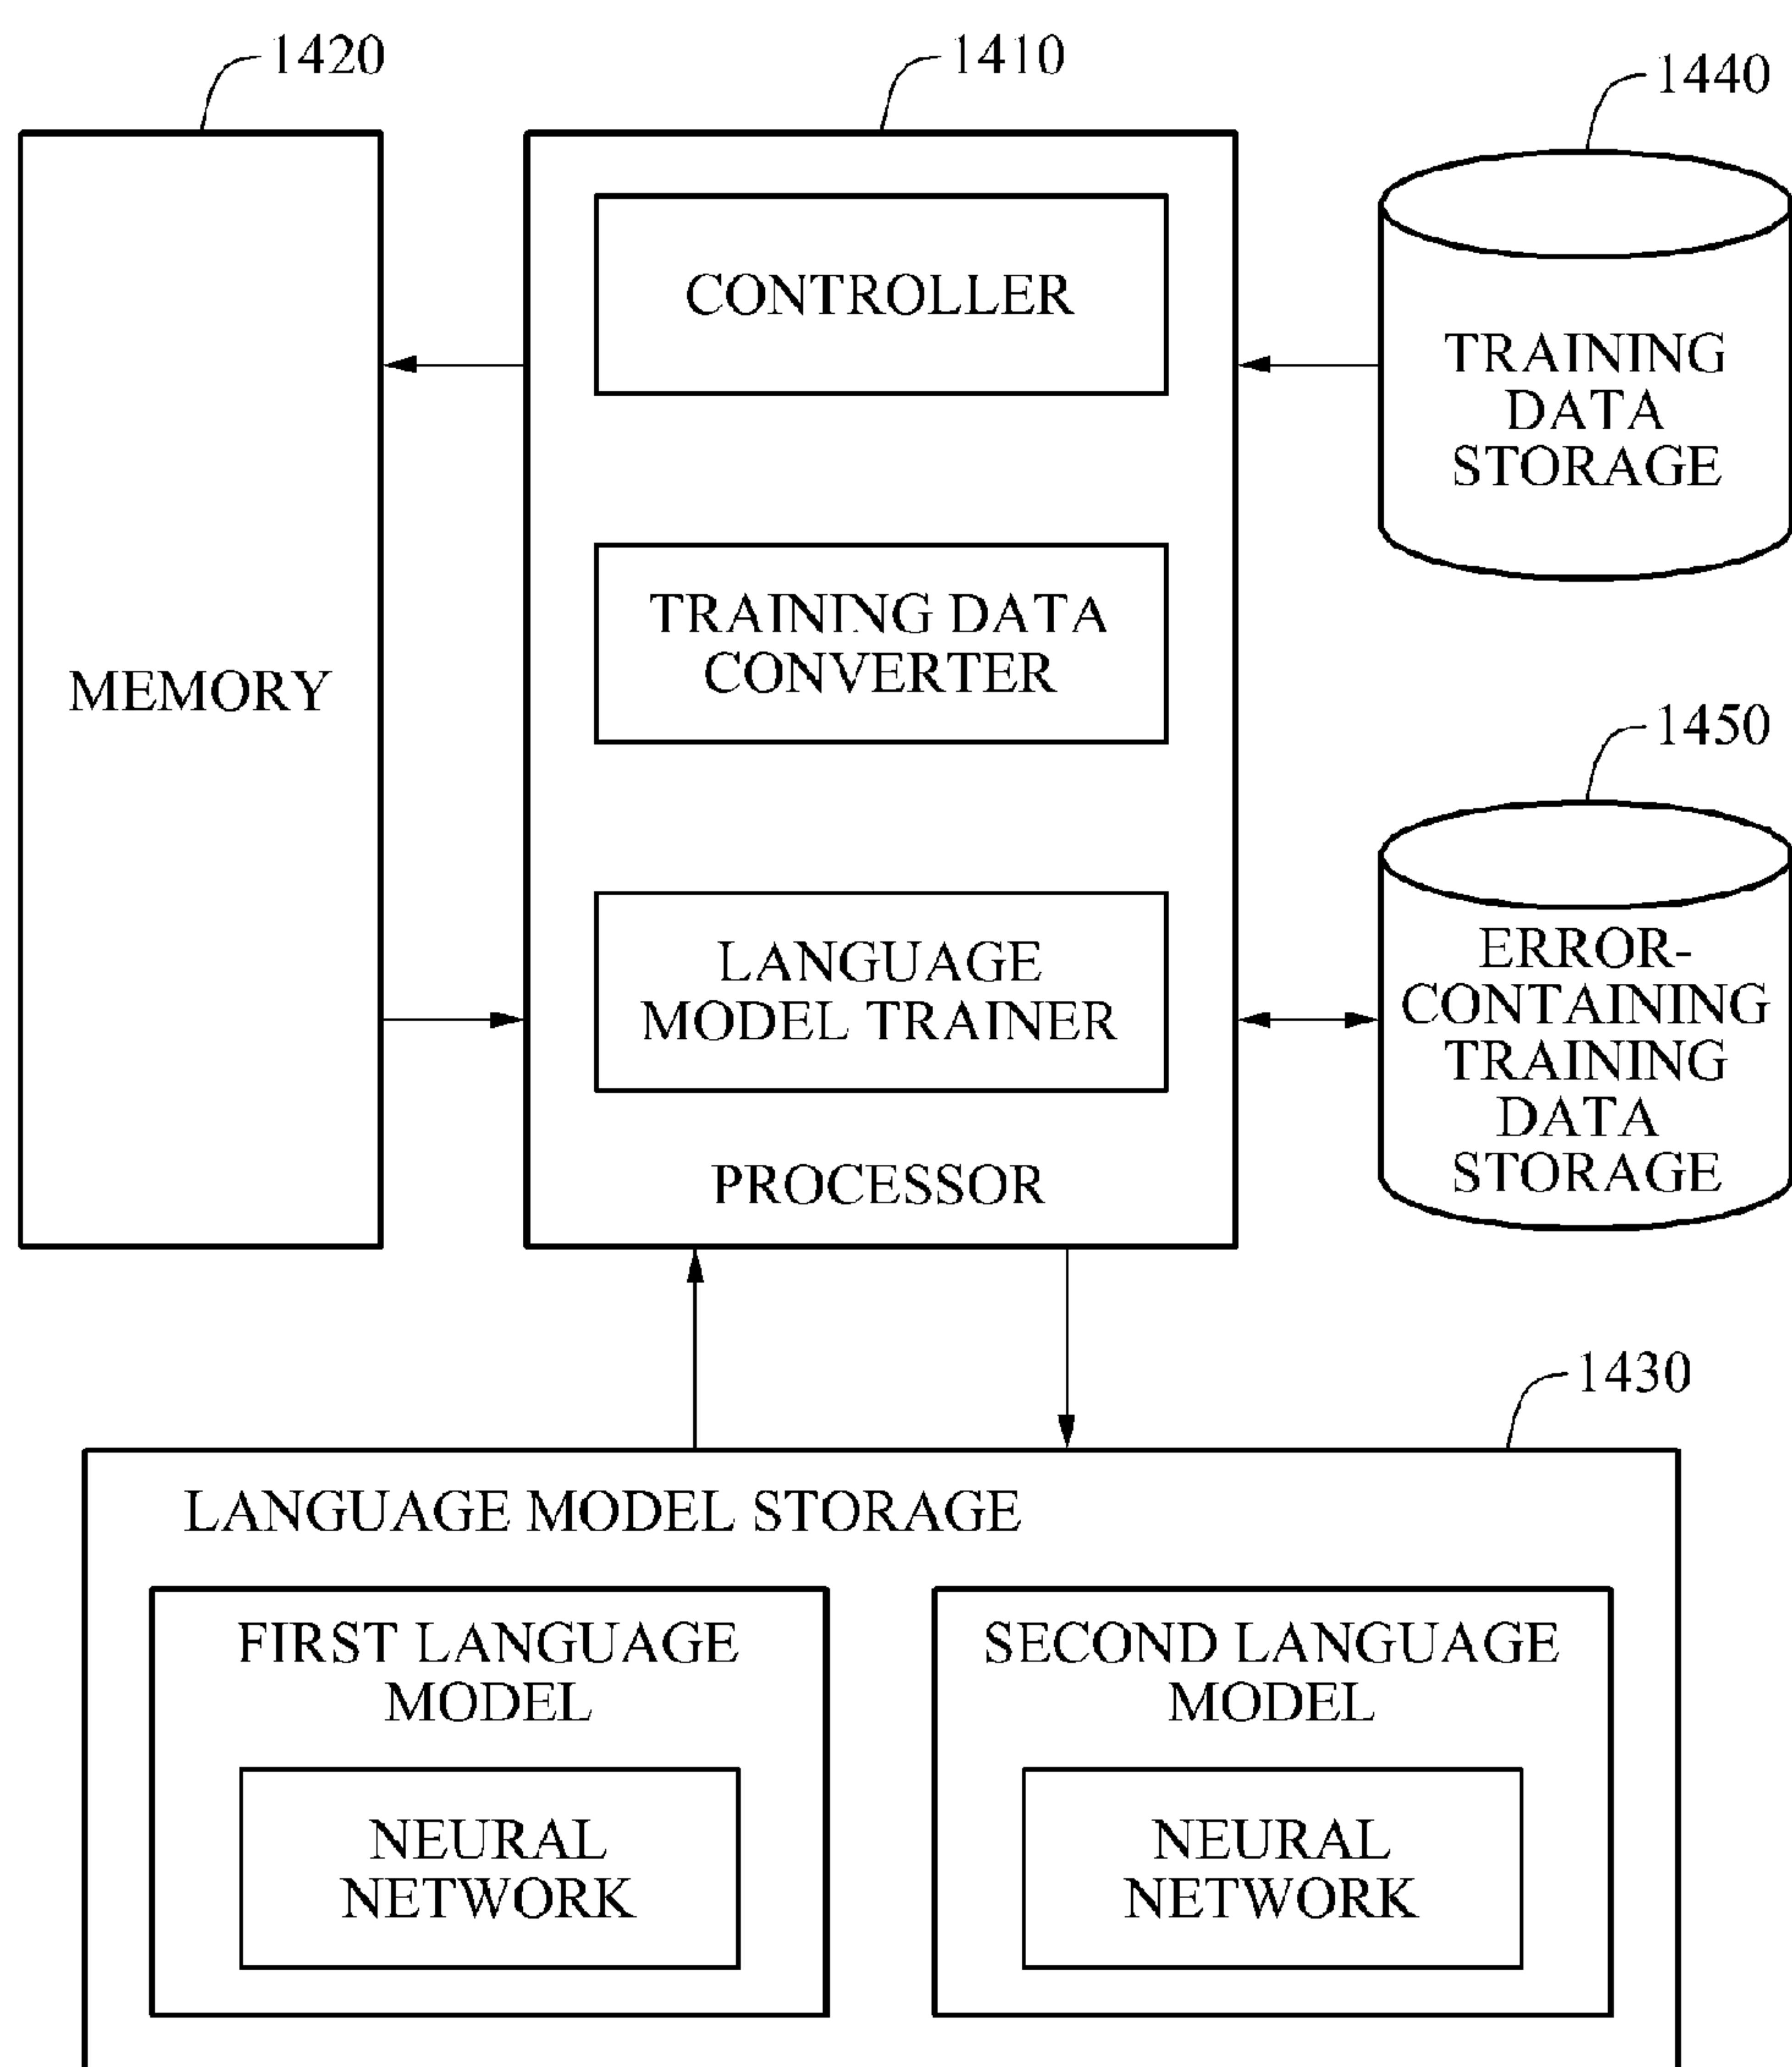 1420
1410
1440
MEMORY
CONTROLLER
TRAINING DATA
CONVERTER
LANGUAGE
MODEL TRAINER
PROCESSOR
TRAINING
DATA
STORAGE
1450
ERROR-
CONTAINING
TRAINING
DATA
STORAGE
1430
LANGUAGE MODEL STORAGE
FIRST LANGUAGE
MODEL
NEURAL
NETWORK
SECOND LANGUAGE
MODEL
NEURAL
NETWORK